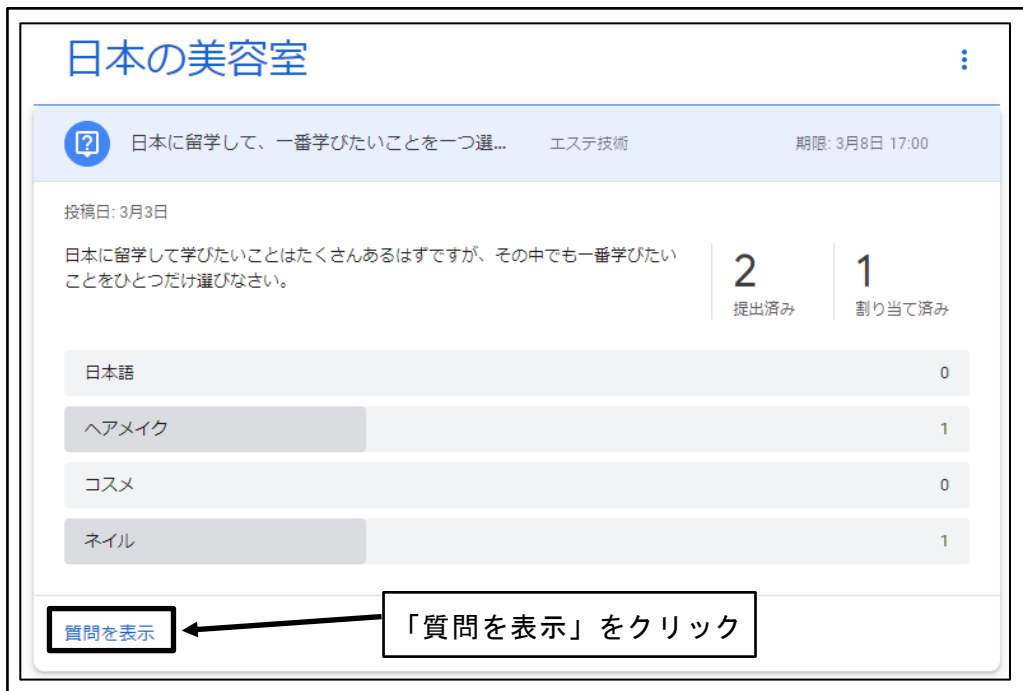 日本の美容室
日本に留学して、一番学びたいことを一つ選... エステ技術 期限: 3月8日 17:00
投稿日: 3月3日
日本に留学して学びたいことはたくさんあるはずですが、その中でも一番学びたい
ことをひとつだけ選びなさい。
2
提出済み
1
割り当て済み
日本語 0
ヘアメイク 1
コスメ 0
ネイル 1
質問を表示
「質問を表示」をクリック